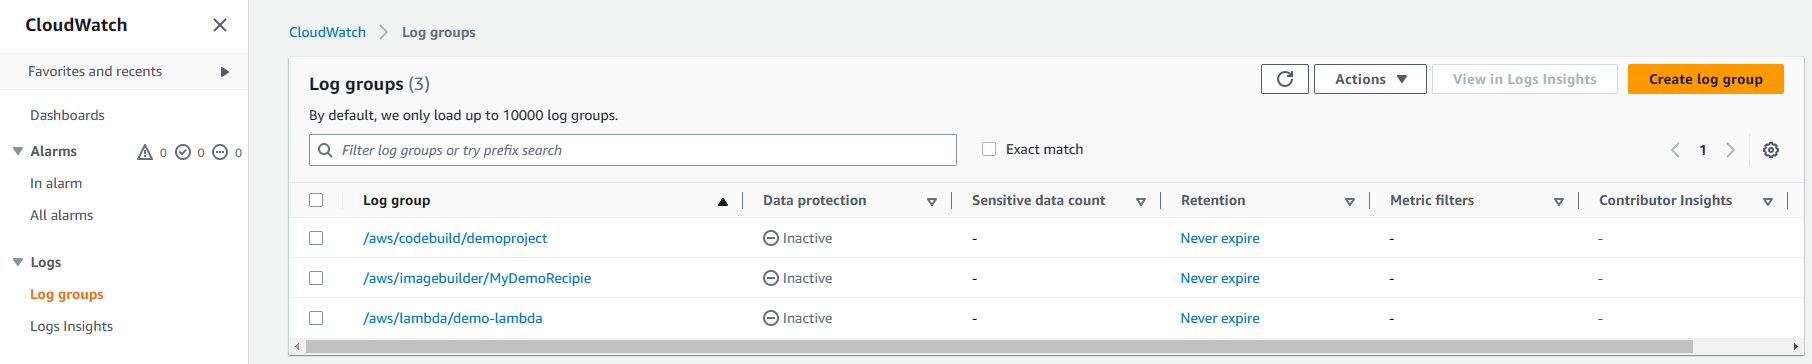 CloudWatch
Favorites and recents
Dashboards
Alarms 0 0 0
In alarm
All alarms
Logs
Log groups
Logs Insights
CloudWatch Log groups
Log groups (3)
Actions
View in Logs Insights
Create log group
By default, we only load up to 10000 log groups.
Filter log groups or try prefix search
Exact match
1
Log group Data protection Sensitive data count Retention Metric filters Contributor Insights
/aws/codebuild/demoproject Inactive - Never expire - -
/aws/imagebuilder/MyDemoRecipie Inactive - Never expire - -
/aws/lambda/demo-lambda Inactive - Never expire - -